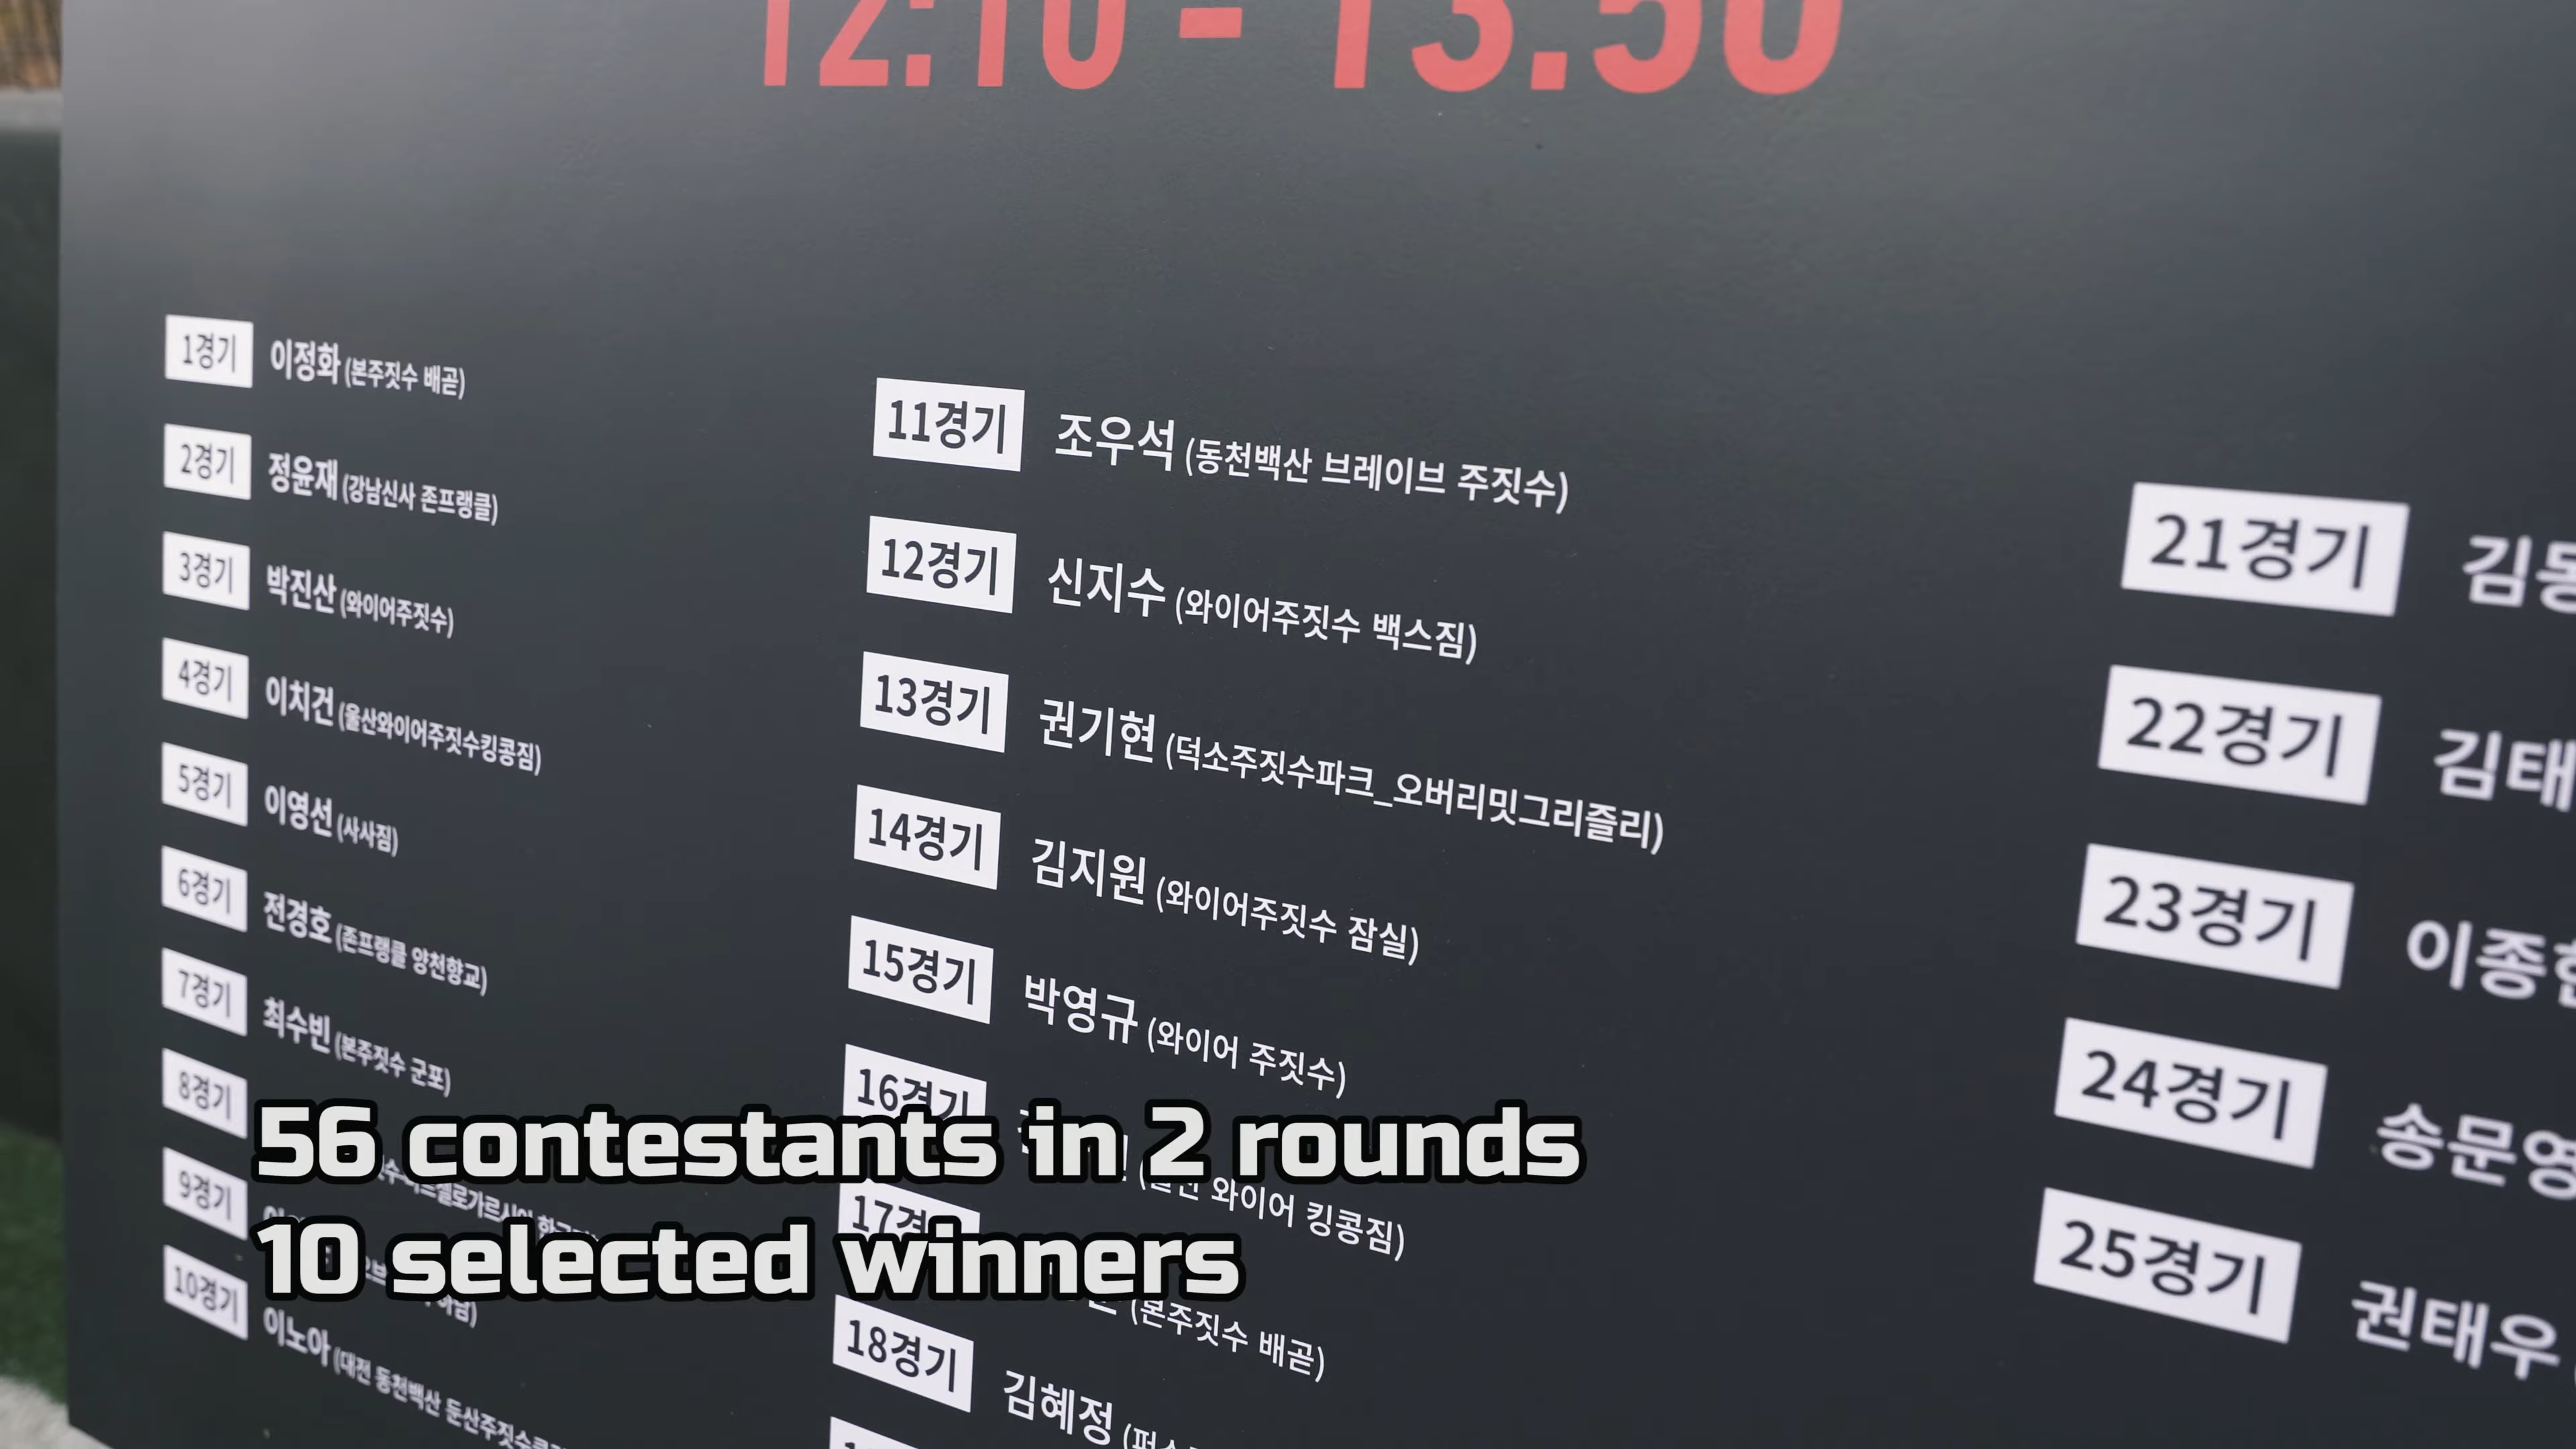 12:10 - 13:50
1경기 이정화 (본주짓수 배곧)
2경기 정윤재 (강남신사 존프랭클)
3경기 박진산 (와이어주짓수)
4경기 이치건 (울산와이어주짓수킹콩짐)
5경기 이영선 (사사짐)
6경기 전경호 (존프랭클 양천향교)
7경기 최수빈 (본주짓수 군포)
8경기
9경기
10경기 이노아 (대전 동천백산 둔산주짓수
11경기 조우석 (동천백산 브레이브 주짓수)
12경기 신지수 (와이어주짓수 백스짐)
13경기 권기현 (덕소주짓수파크_오버리밋그리즐리)
14경기 김지원 (와이어주짓수 잠실)
15경기 박영규 (와이어 주짓수)
16경기 와이어 킹콩짐)
17경기 (본주짓수 배곧)
18경기 김혜정
21경기 김동
22경기 김태
23경기 이종
24경기 송문영
25경기 권태우
56 contestants in 2 rounds
10 selected winners